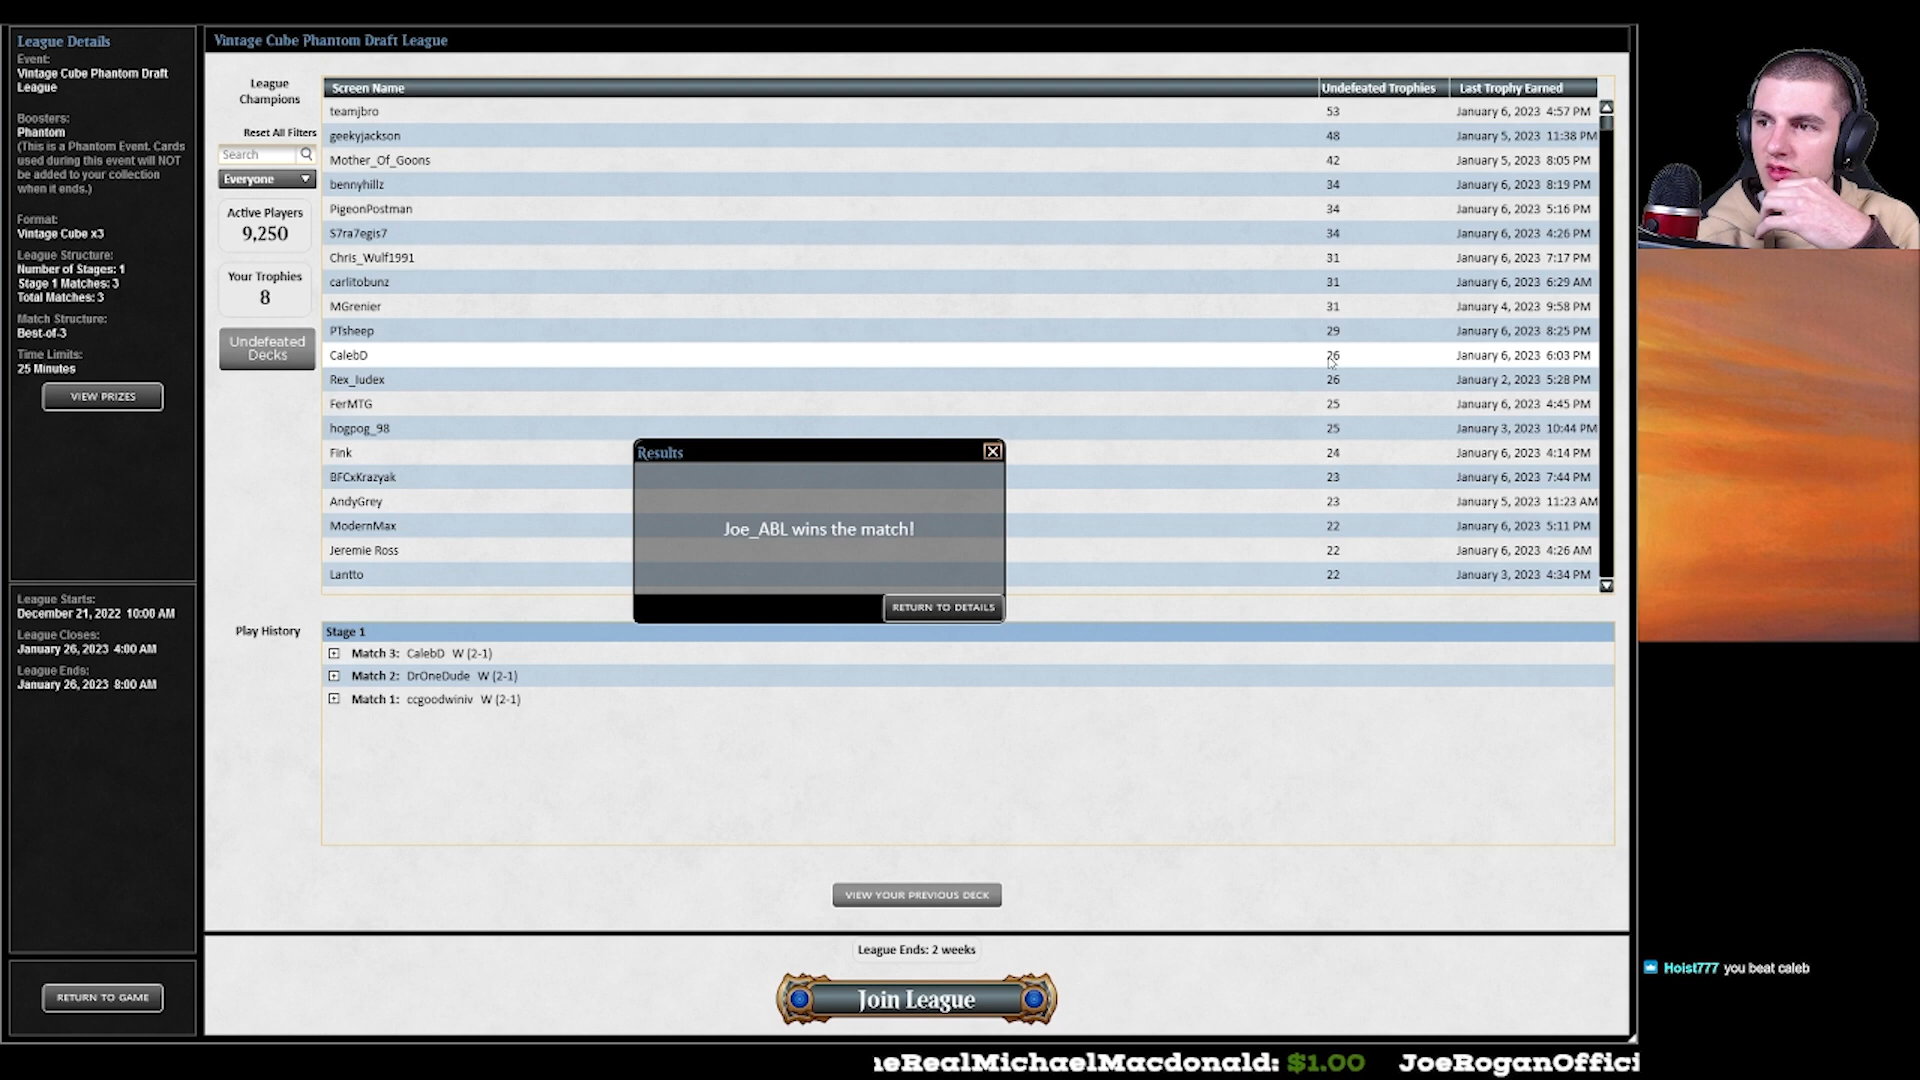 League Details
Event:
Vintage Cube Phantom Draft
League
Boosters:
Phantom
(This is a Phantom Event. Cards
used during this event will NOT
be added to your collection
when it ends.)
Format:
Vintage Cube x3
League Structure:
Number of Stages: 1
Stage 1 Matches: 3
Total Matches: 3
Match Structure:
Best-of-3
Time Limits:
25 Minutes
VIEW PRIZES
League Starts:
December 21, 2022 10:00 AM
League Closes:
January 26, 2023 4:00 AM
League Ends:
January 26, 2023 8:00 AM
RETURN TO GAME
Vintage Cube Phantom Draft League
League
Champions
Reset All Filters
Search
Everyone
Active Players
9,250
Your Trophies
8
Undefeated
Decks
Screen Name Undefeated Trophies Last Trophy Earned
teamjbro 53 January 6, 2023 4:57 PM
geekyjackson 48 January 5, 2023 11:38 PM
Mother_Of_Goons 42 January 5, 2023 8:05 PM
bennyhillz 34 January 6, 2023 8:19 PM
PigeonPostman 34 January 6, 2023 5:16 PM
S7ra7egis7 34 January 6, 2023 4:26 PM
Chris_Wulf1991 31 January 6, 2023 7:17 PM
carlitobunz 31 January 6, 2023 6:29 AM
MGrenier 31 January 4, 2023 9:58 PM
PTsheep 29 January 6, 2023 8:25 PM
CalebD 26 January 6, 2023 6:03 PM
Rex_Iudex 26 January 2, 2023 5:28 PM
FerMTG 25 January 6, 2023 4:45 PM
hogpog_98 25 January 3, 2023 10:44 PM
Fink 24 January 6, 2023 4:14 PM
BFCxKrazyak 23 January 6, 2023 7:44 PM
AndyGrey 23 January 5, 2023 11:23 AM
ModernMax 22 January 6, 2023 5:11 PM
Jeremie Ross 22 January 6, 2023 4:26 AM
Lantto 22 January 3, 2023 4:34 PM
Results
Joe_ABL wins the match!
RETURN TO DETAILS
Play History
Stage 1
Match 3: CalebD W (2-1)
Match 2: DrOneDude W (2-1)
Match 1: ccgoodwiniv W (2-1)
VIEW YOUR PREVIOUS DECK
League Ends: 2 weeks
Join League
Hoist777 you beat caleb
eRealMichaelMacdonald: $1.00 JoeRoganOffici